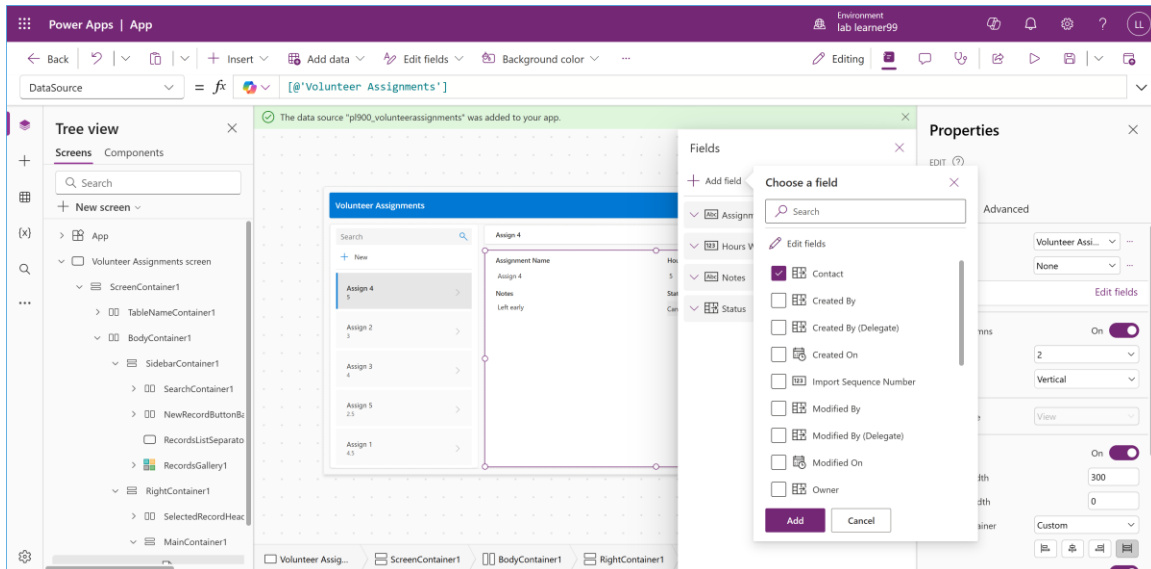 Power Apps | App
Environment
lab learner99
LL
Back
Insert
Add data
Edit fields
Background color
Editing
DataSource
= fx
[@'Volunteer Assignments']
Tree view
Screens Components
Search
New screen
App
Volunteer Assignments screen
ScreenContainer1
TableNameContainer1
BodyContainer1
SidebarContainer1
SearchContainer1
NewRecordButtonBa
RecordsListSeparato
RecordsGallery1
RightContainer1
SelectedRecordHeac
MainContainer1
The data source "pl900_volunteerassignments" was added to your app.
Volunteer Assignments
Search
New
Assign 4
5
Assign 2
3
Assign 3
4
Assign 5
2.5
Assign 1
4.5
Assign 4
Assignment Name
Assign 4
Notes
Left early
Hou
5
Stat
Can
Fields
Add field
Abc Assignm
123 Hours W
Abc Notes
Status
Choose a field
Search
Edit fields
Contact
Created By
Created By (Delegate)
Created On
123 Import Sequence Number
Modified By
Modified By (Delegate)
Modified On
Owner
Add Cancel
Properties
EDIT
Advanced
Volunteer Assi...
None
Edit fields
mns On
2
Vertical
View
On
dth 300
dth 0
ainer Custom
Volunteer Assig... ScreenContainer1 BodyContainer1 RightContainer1